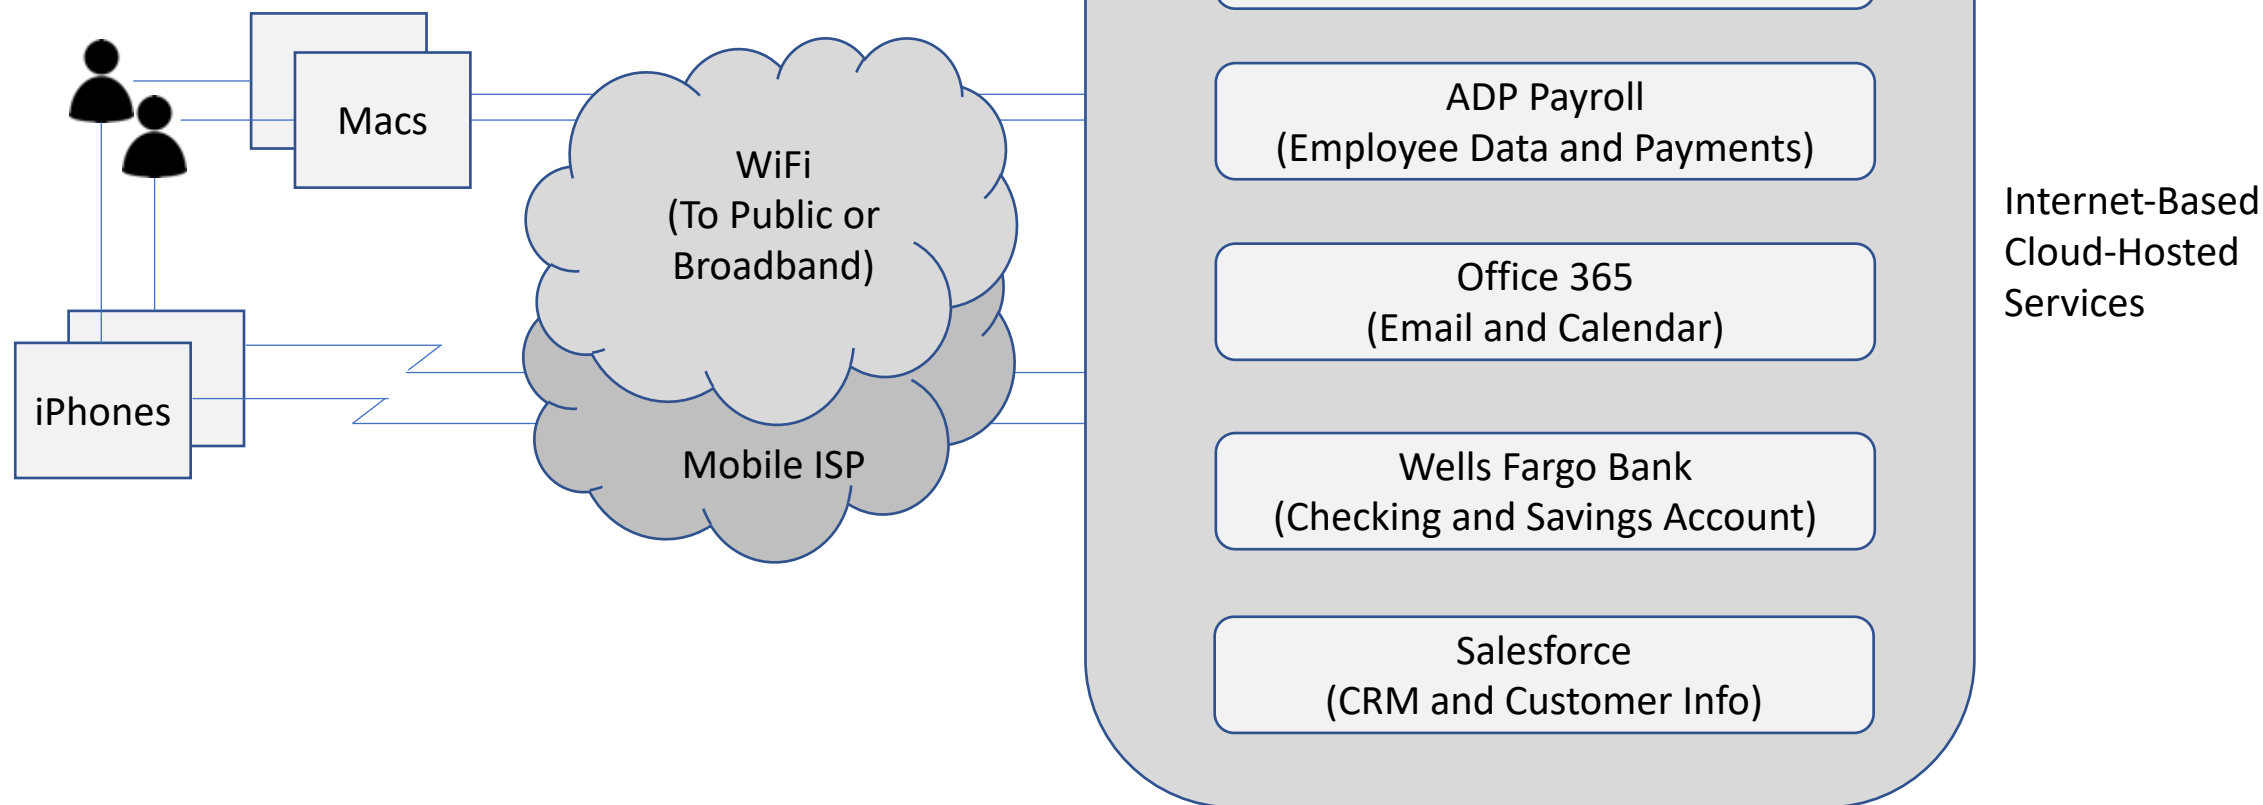 Macs
iPhones
WiFi
(To Public or
Broadband)
Mobile ISP
ADP Payroll
(Employee Data and Payments)
Office 365
(Email and Calendar)
Wells Fargo Bank
(Checking and Savings Account)
Salesforce
(CRM and Customer Info)
Internet-Based
Cloud-Hosted
Services